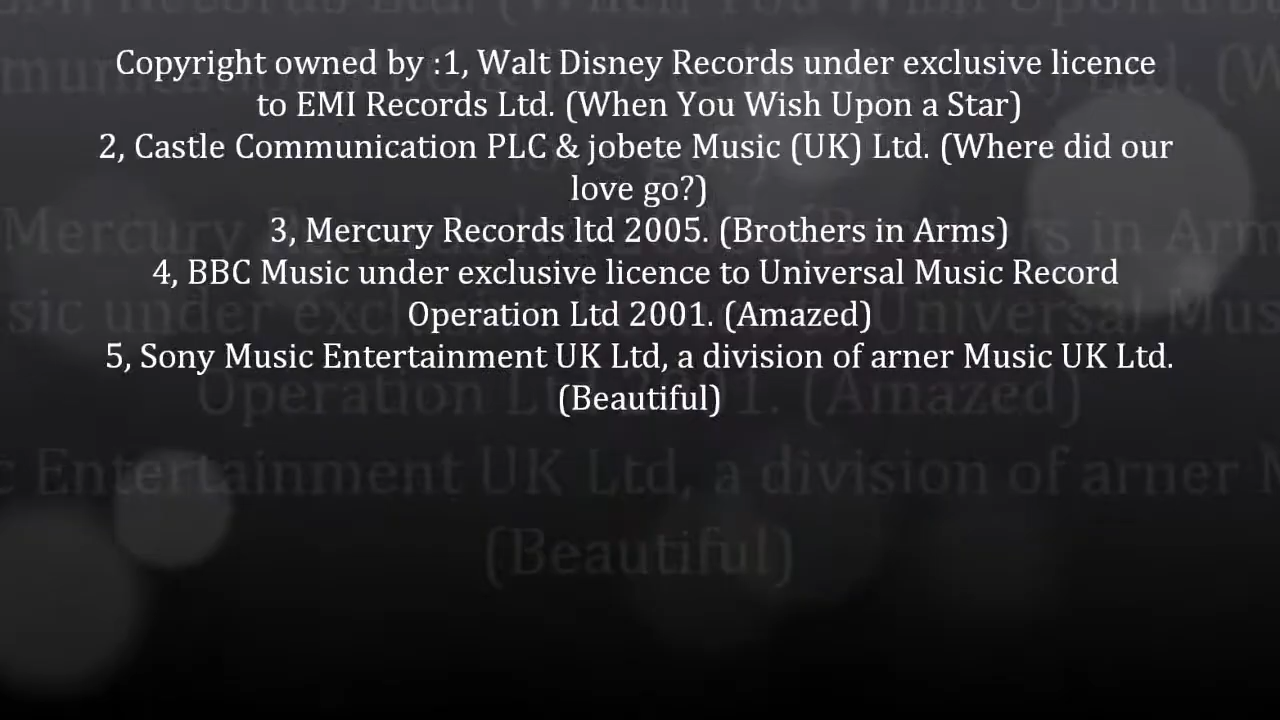 Copyright owned by :1, Walt Disney Records under exclusive licence
to EMI Records Ltd. (When You Wish Upon a Star)
2, Castle Communication PLC & jobete Music (UK) Ltd. (Where did our
love go?)
3, Mercury Records ltd 2005. (Brothers in Arms)
4, BBC Music under exclusive licence to Universal Music Record
Operation Ltd 2001. (Amazed)
5, Sony Music Entertainment UK Ltd, a division of arner Music UK Ltd.
(Beautiful)